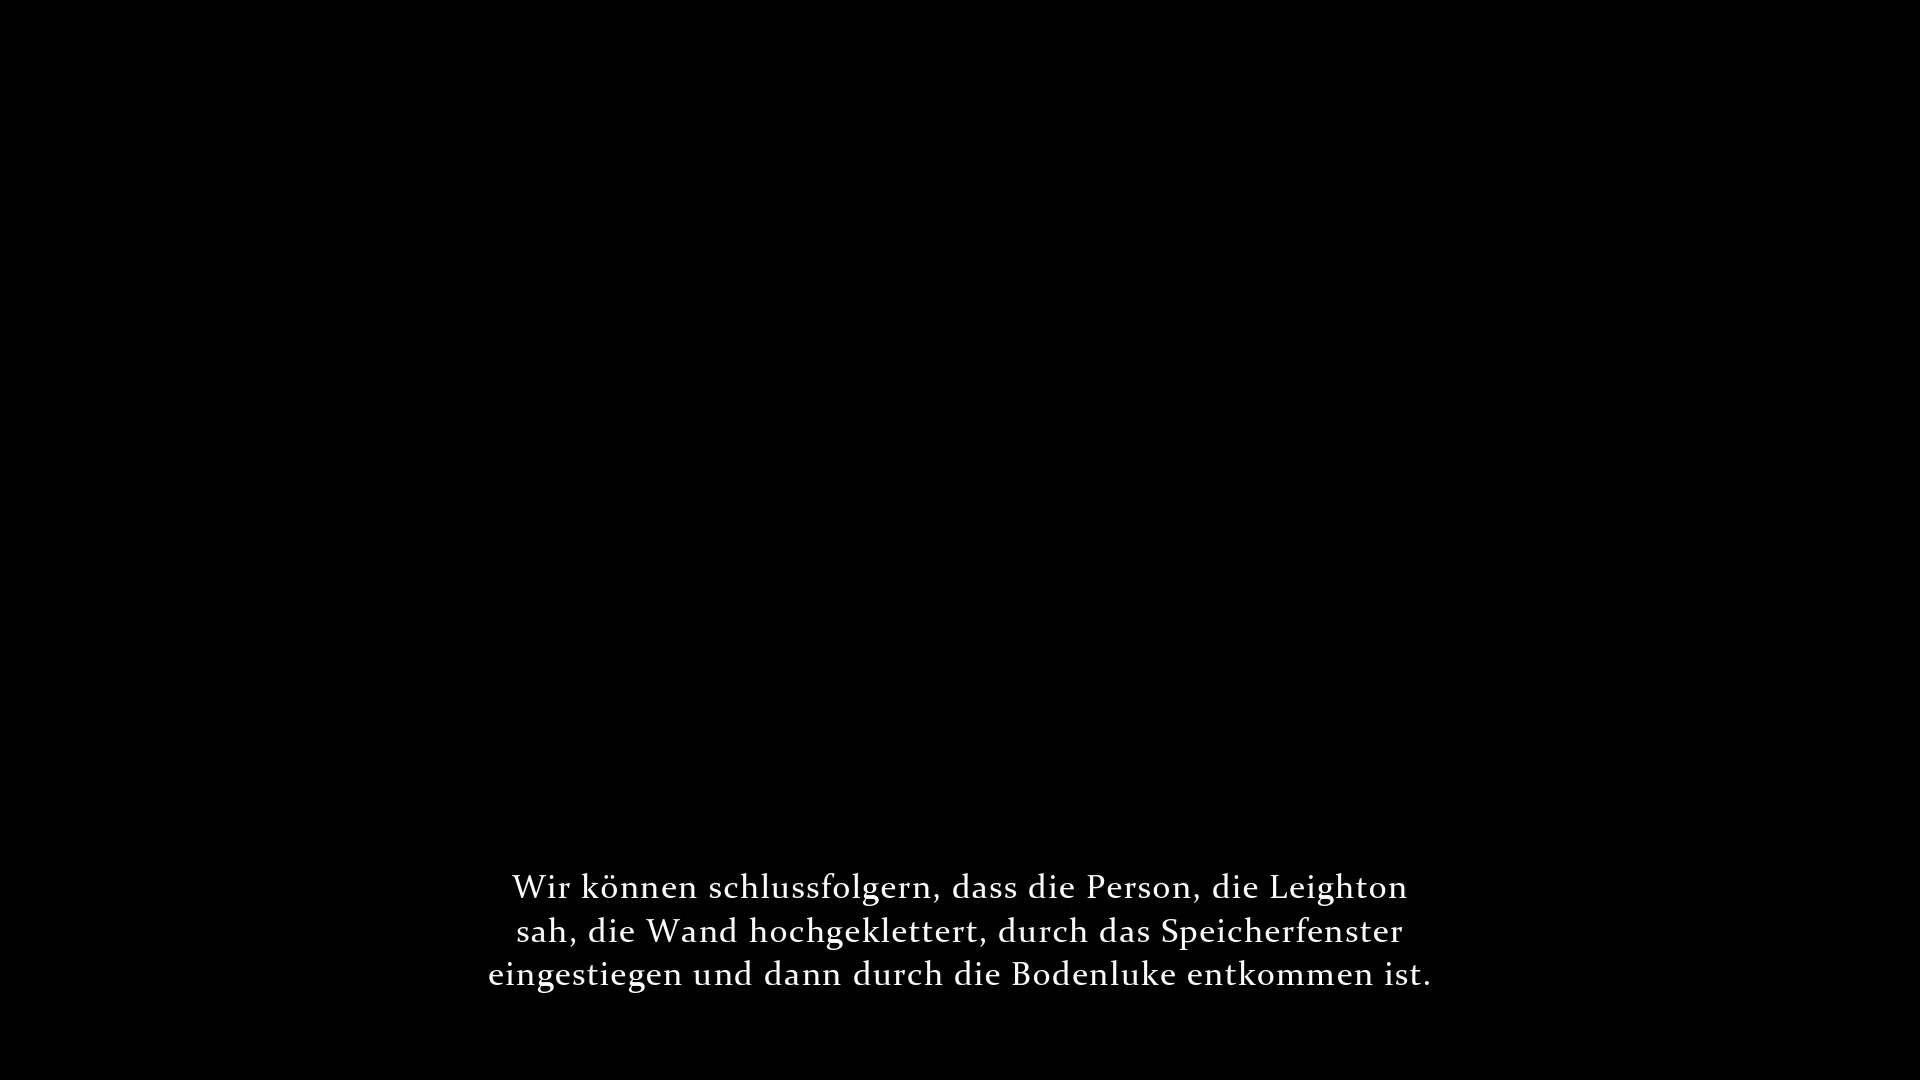 Wir können schlussfolgern, dass die Person, die Leighton
sah, die Wand hochgeklettert, durch das Speicherfenster
eingestiegen und dann durch die Bodenluke entkommen ist.